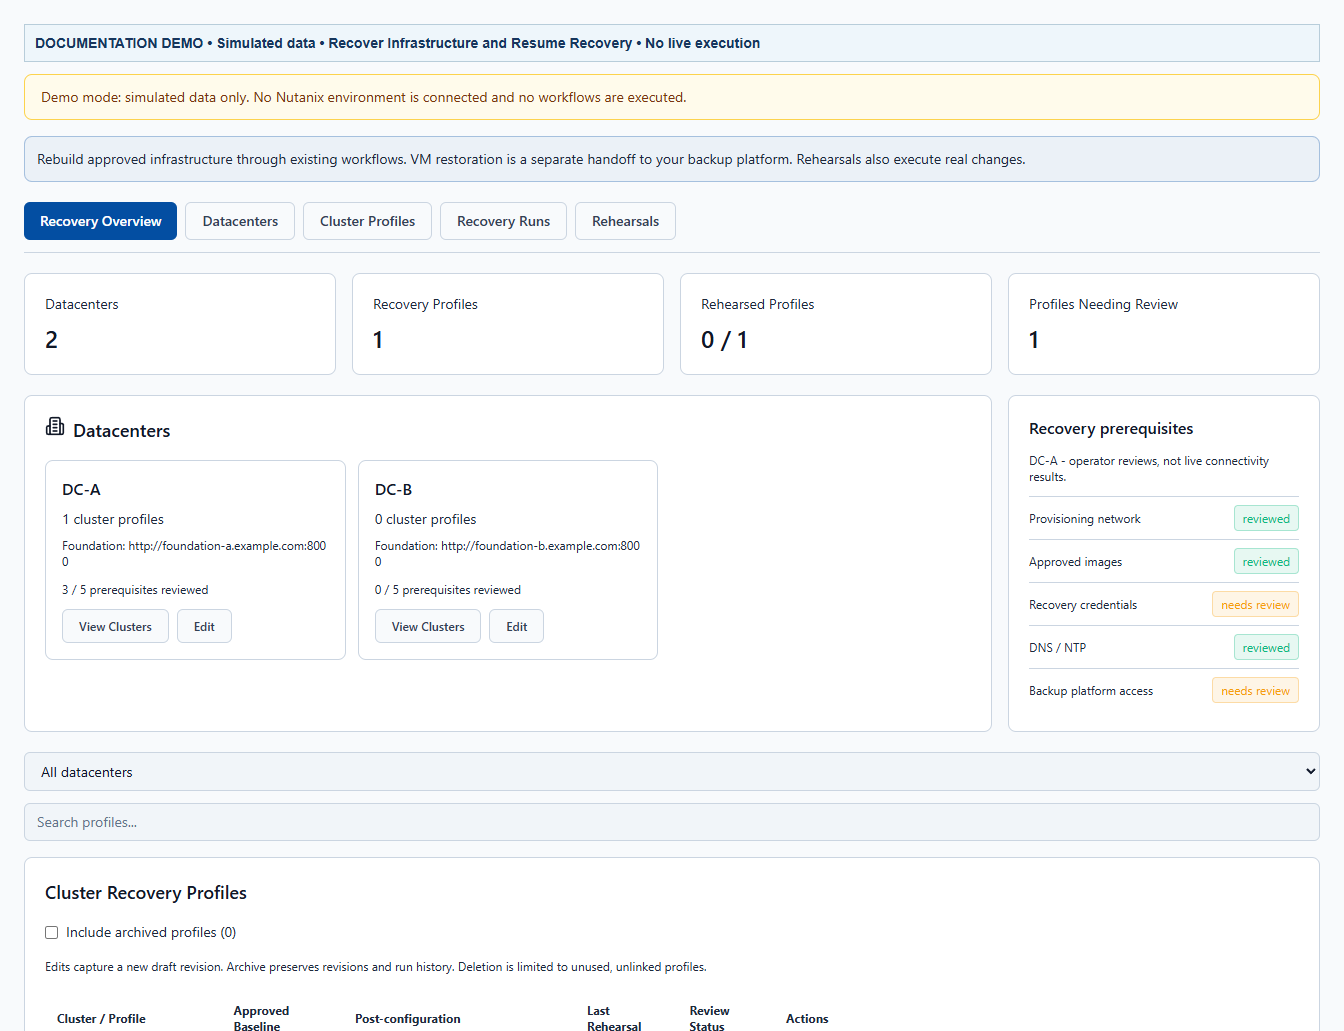 DOCUMENTATION DEMO • Simulated data • Recover Infrastructure and Resume Recovery • No live execution
Demo mode: simulated data only. No Nutanix environment is connected and no workflows are executed.
Rebuild approved infrastructure through existing workflows. VM restoration is a separate handoff to your backup platform. Rehearsals also execute real changes.
Recovery Overview
Datacenters
Cluster Profiles
Recovery Runs
Rehearsals
Datacenters
2
Recovery Profiles
1
Rehearsed Profiles
0 / 1
Profiles Needing Review
1
Datacenters
DC-A
1 cluster profiles
Foundation: http://foundation-a.example.com:800
0
3 / 5 prerequisites reviewed
View Clusters
Edit
DC-B
0 cluster profiles
Foundation: http://foundation-b.example.com:800
0
0 / 5 prerequisites reviewed
View Clusters
Edit
Recovery prerequisites
DC-A - operator reviews, not live connectivity
results.
Provisioning network
reviewed
Approved images
reviewed
Recovery credentials
needs review
DNS / NTP
reviewed
Backup platform access
needs review
All datacenters
Search profiles...
Cluster Recovery Profiles
Include archived profiles (0)
Edits capture a new draft revision. Archive preserves revisions and run history. Deletion is limited to unused, unlinked profiles.
Cluster / Profile
Approved
Baseline
Post-configuration
Last
Rehearsal
Review
Status
Actions